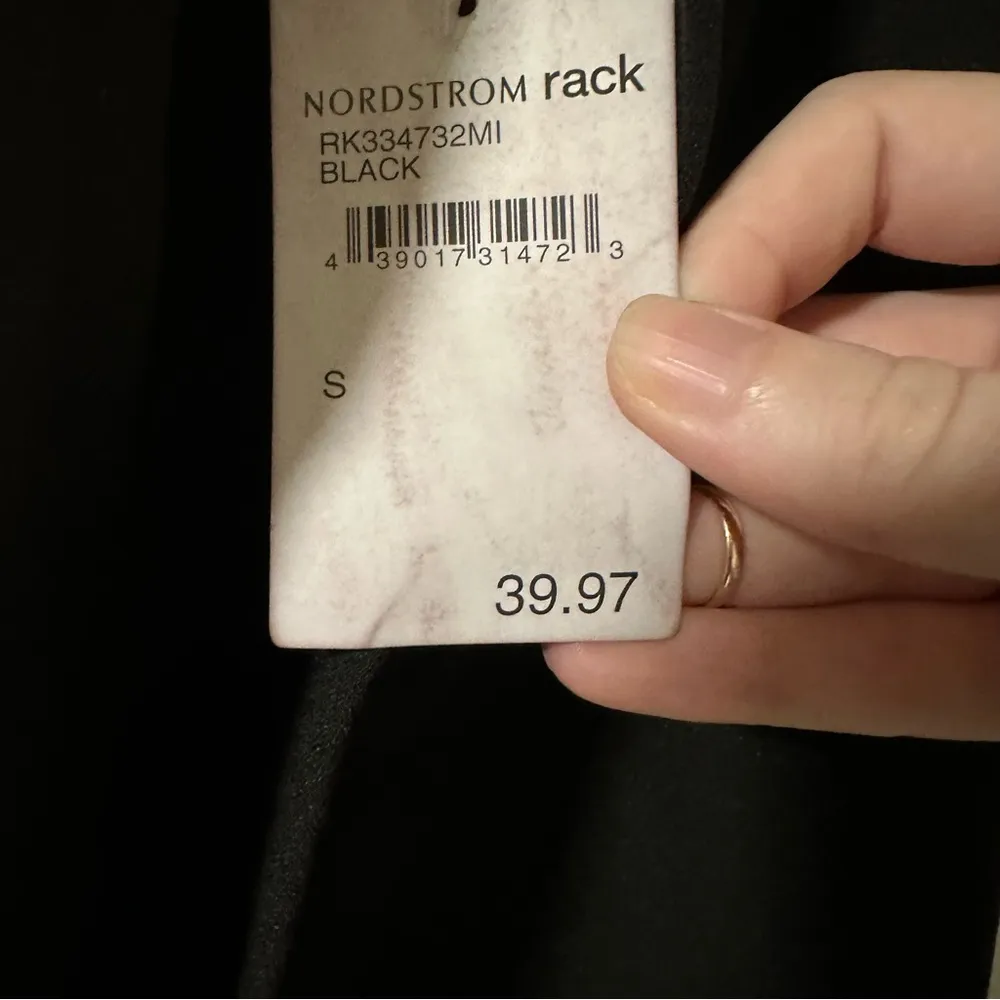 NORDSTROM rack
RK334732MI
BLACK
4 39017 31472 3
S
39.97